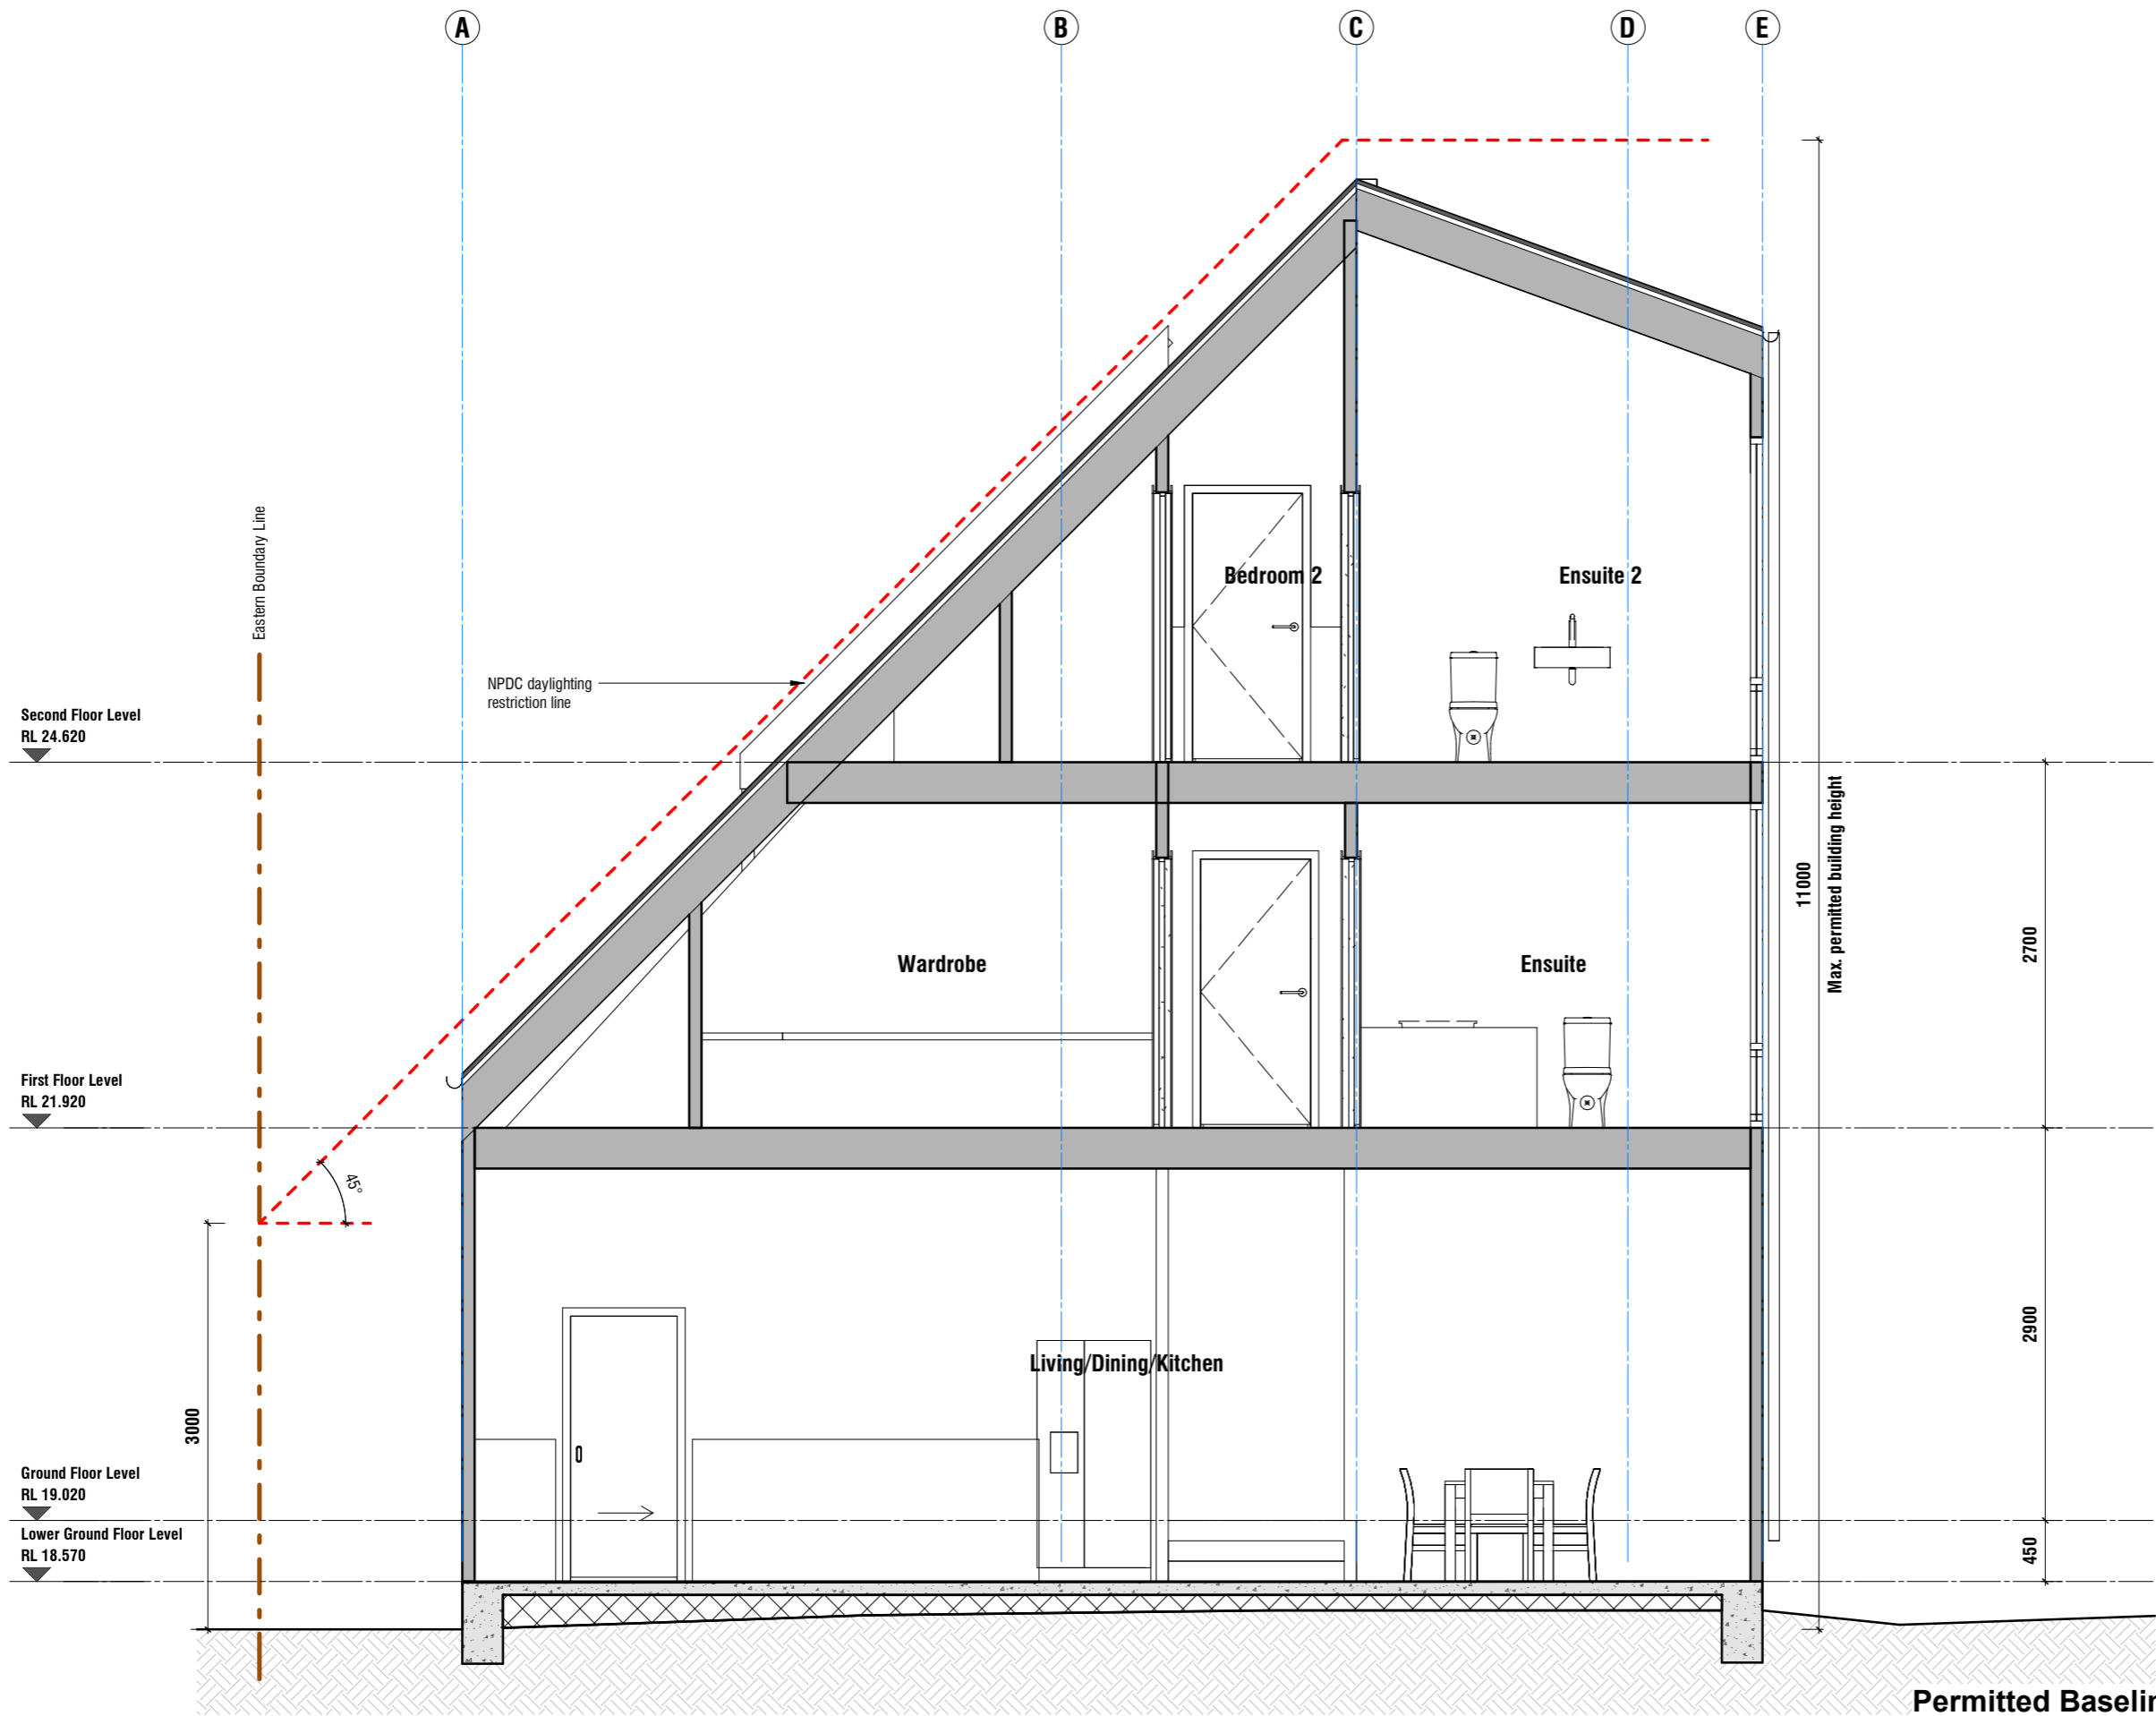 A
B
C
D
E
Eastern Boundary Line
NPDC daylighting
restriction line
Bedroom 2
Ensuite 2
Second Floor Level
RL 24.620
11000
Max. permitted building height
2700
Wardrobe
Ensuite
First Floor Level
RL 21.920
45°
2900
Living/Dining/Kitchen
3000
Ground Floor Level
RL 19.020
Lower Ground Floor Level
RL 18.570
450